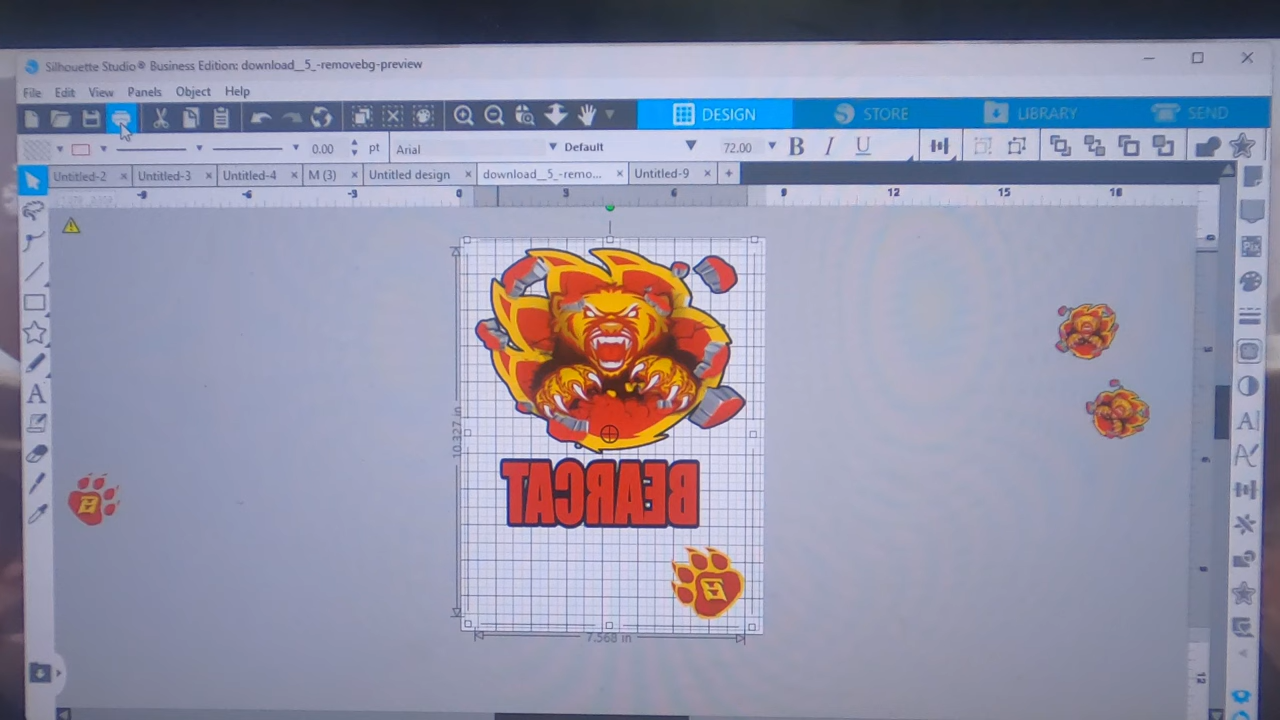 Silhouette Studio® Business Edition: download__5_-removebg-preview
File Edit View Panels Object Help
DESIGN STORE LIBRARY SEND
0.00 pt Arial Default 72.00 B I U
Untitled-2 × Untitled-3 × Untitled-4 × M (3) × Untitled design × download__5_-remo... × Untitled-9 × +
-9 -6 -3 0 3 6 9 12 15 18
10.327 in
BEARCAT
B
B
7.568 in
12